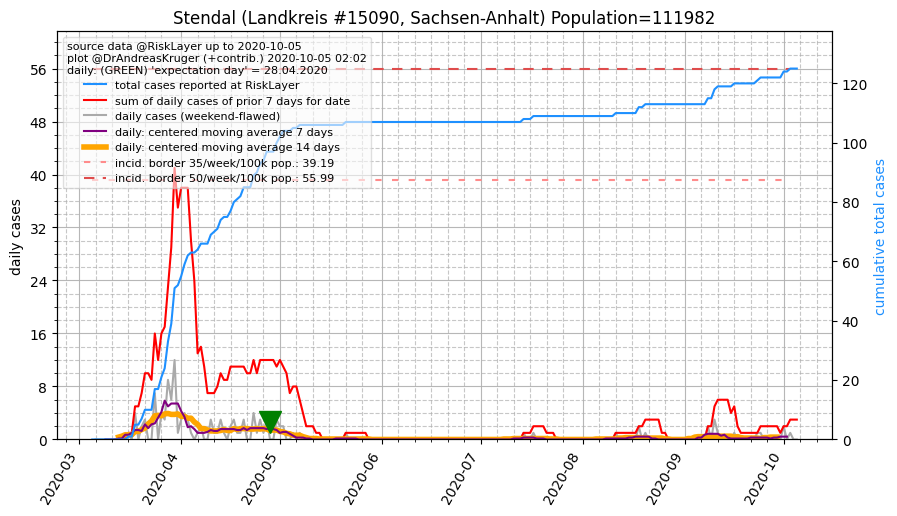 Stendal (Landkreis #15090, Sachsen-Anhalt) Population=111982
source data @RiskLayer up to 2020-10-05
plot @DrAndreasKruger (+contrib.) 2020-10-05 02:02
daily: (GREEN) 'expectation day' = 28.04.2020
total cases reported at RiskLayer
sum of daily cases of prior 7 days for date
daily cases (weekend-flawed)
daily: centered moving average 7 days
daily: centered moving average 14 days
incid. border 35/week/100k pop.: 39.19
incid. border 50/week/100k pop.: 55.99
daily cases
56
48
40
32
24
16
8
0
cumulative total cases
120
100
80
60
40
20
0
2020-03
2020-04
2020-05
2020-06
2020-07
2020-08
2020-09
2020-10